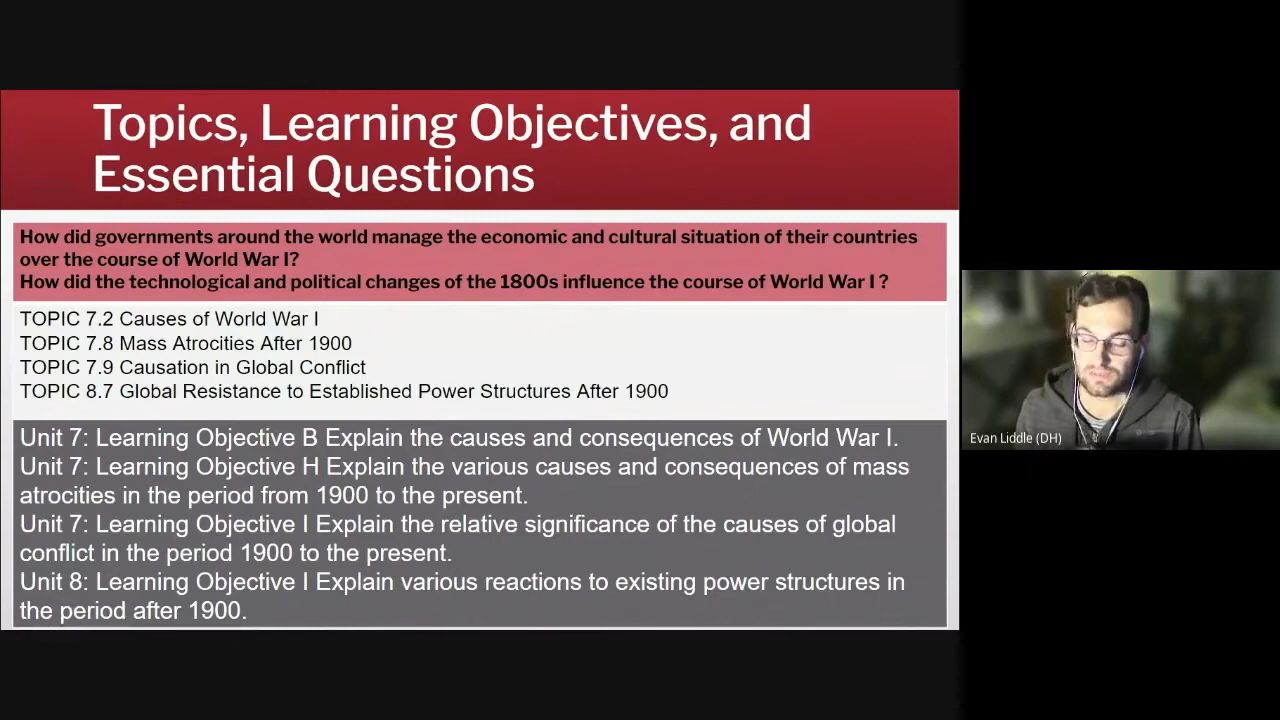 Topics, Learning Objectives, and
Essential Questions
How did governments around the world manage the economic and cultural situation of their countries
over the course of World War I?
How did the technological and political changes of the 1800s influence the course of World War I ?
TOPIC 7.2 Causes of World War I
TOPIC 7.8 Mass Atrocities After 1900
TOPIC 7.9 Causation in Global Conflict
TOPIC 8.7 Global Resistance to Established Power Structures After 1900
Unit 7: Learning Objective B Explain the causes and consequences of World War I.
Unit 7: Learning Objective H Explain the various causes and consequences of mass
atrocities in the period from 1900 to the present.
Unit 7: Learning Objective I Explain the relative significance of the causes of global
conflict in the period 1900 to the present.
Unit 8: Learning Objective I Explain various reactions to existing power structures in
the period after 1900.
Evan Liddle (DH)